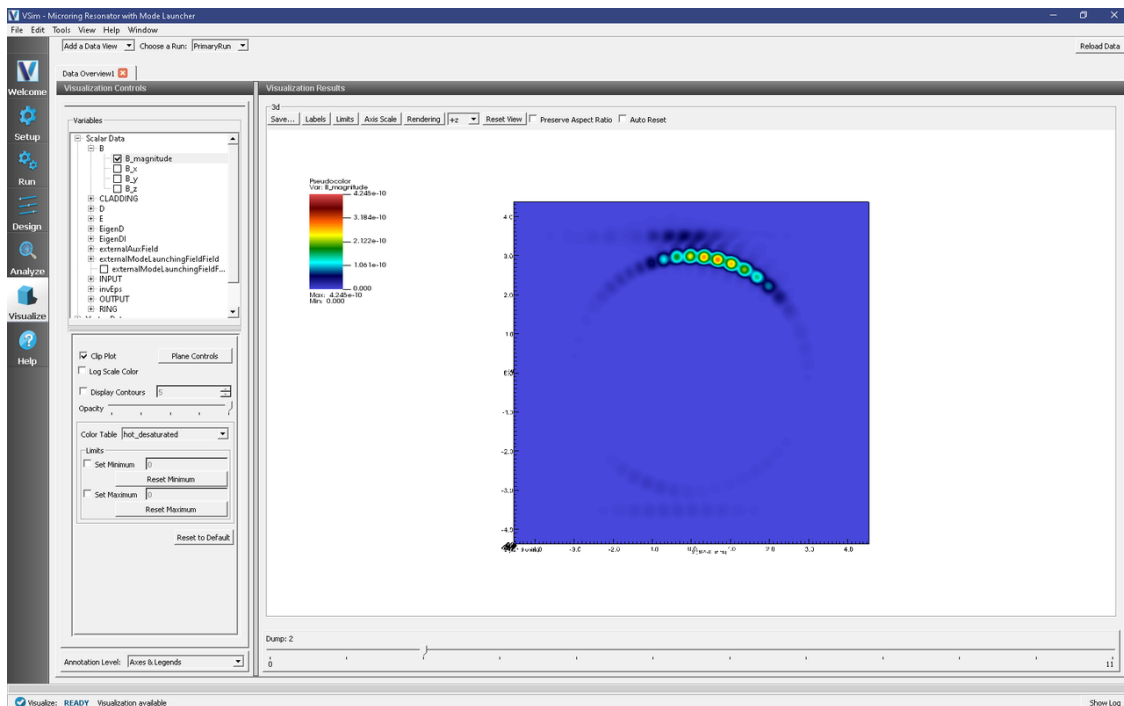 VSim - Microring Resonator with Mode Launcher
File Edit Tools View Help Window
Add a Data View Choose a Run: PrimaryRun Reload Data
Data Overview1
Welcome
Setup
Run
Design
Analyze
Visualize
Help
Visualization Controls
Variables
Scalar Data
B
B_magnitude
B_x
B_y
B_z
CLADDING
D
E
EigenD
EigenDI
externalAuxField
externalModeLaunchingFieldField
externalModeLaunchingFieldF...
INPUT
invEps
OUTPUT
RING
Clip Plot Plane Controls
Log Scale Color
Display Contours 5
Opacity
Color Table hot_desaturated
Limits
Set Minimum 0
Reset Minimum
Set Maximum 0
Reset Maximum
Reset to Default
Annotation Level: Axes & Legends
Visualization Results
3d
Save... Labels Limits Axis Scale Rendering +z Reset View Preserve Aspect Ratio Auto Reset
Pseudocolor
Var: B_magnitude
4.245e-10
3.184e-10
2.122e-10
1.061e-10
0.000
Max: 4.245e-10
Min: 0.000
4.0
3.0
2.0
1.0
-1.0
-2.0
-3.0
-4.0
-3.0 -2.0 1.0 1.0 2.0 3.0 4.0
Dump: 2
0 11
Visualize: READY Visualization available Show Log